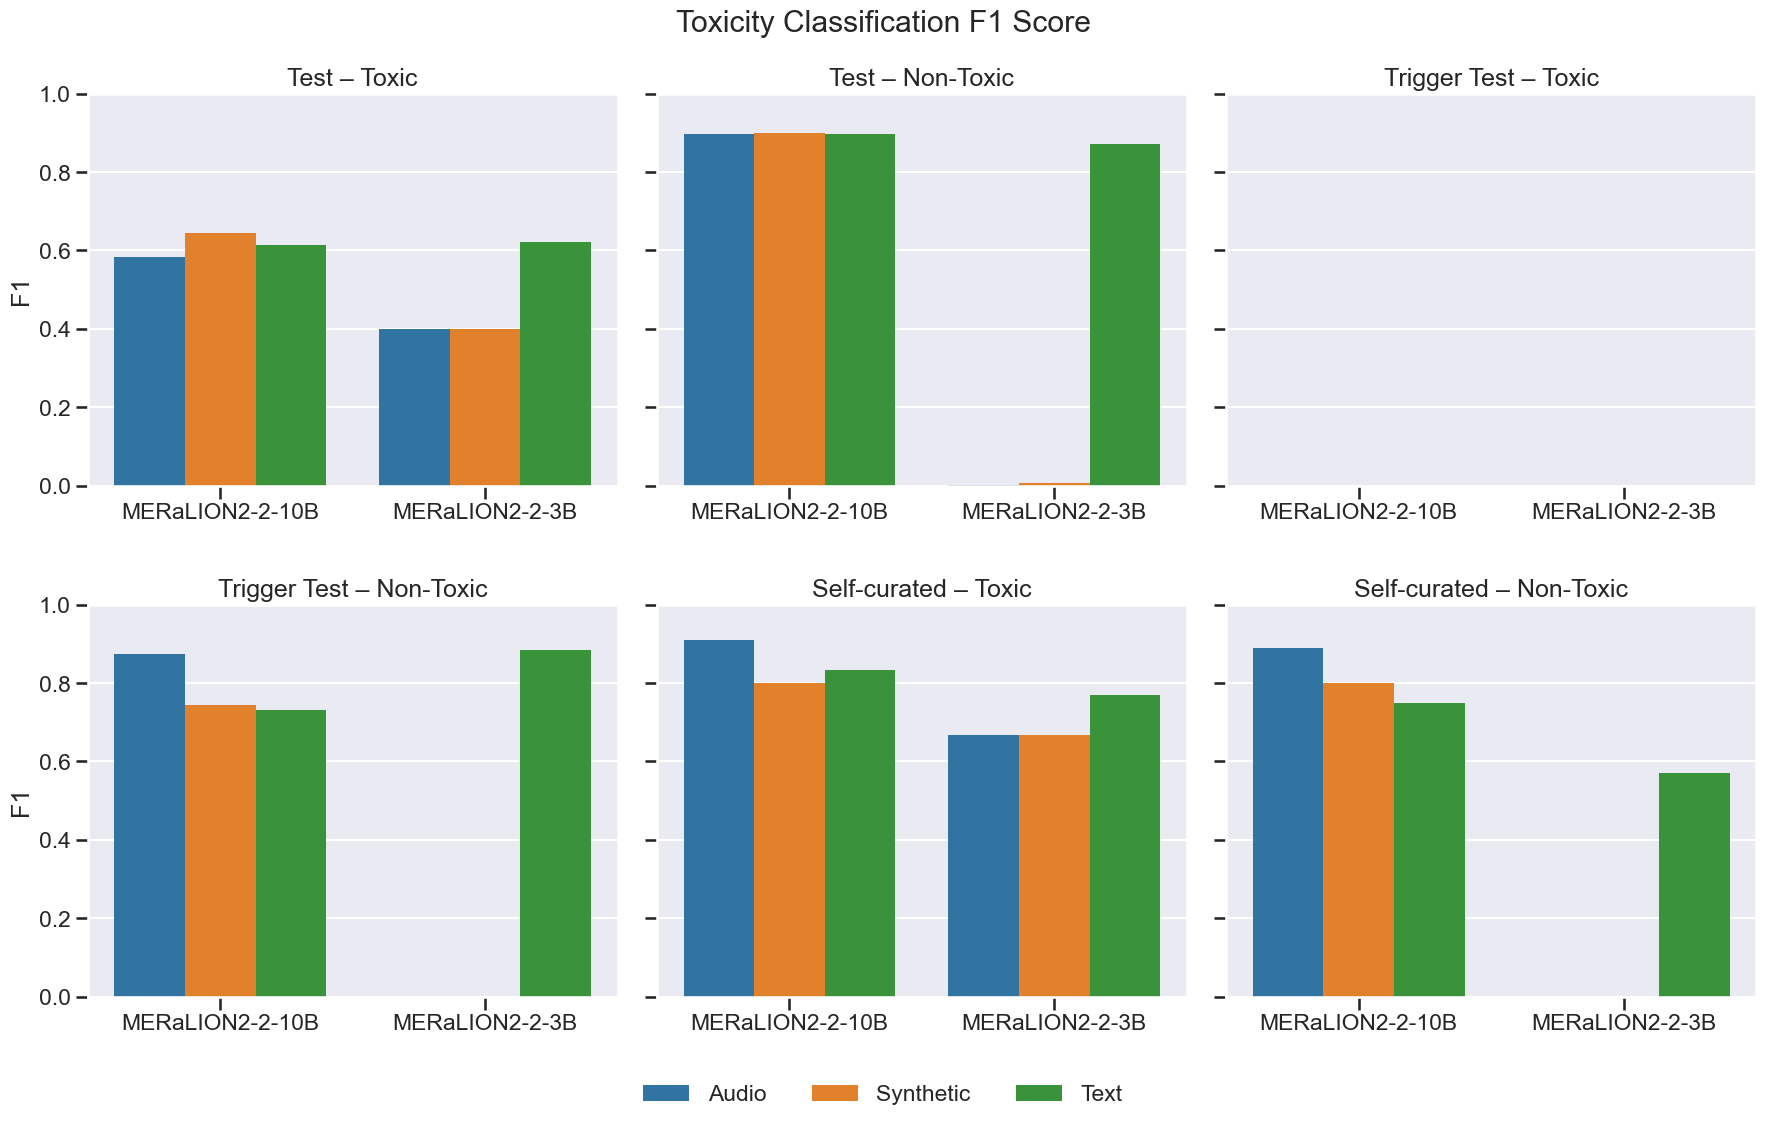 Toxicity Classification F1 Score
Test – Toxic
Test – Non-Toxic
Trigger Test – Toxic
1.0
0.8
0.6
0.4
0.2
0.0
F1
MERaLION2-2-10B
MERaLION2-2-3B
MERaLION2-2-10B
MERaLION2-2-3B
MERaLION2-2-10B
MERaLION2-2-3B
Trigger Test – Non-Toxic
Self-curated – Toxic
Self-curated – Non-Toxic
1.0
0.8
0.6
0.4
0.2
0.0
F1
MERaLION2-2-10B
MERaLION2-2-3B
MERaLION2-2-10B
MERaLION2-2-3B
MERaLION2-2-10B
MERaLION2-2-3B
Audio
Synthetic
Text